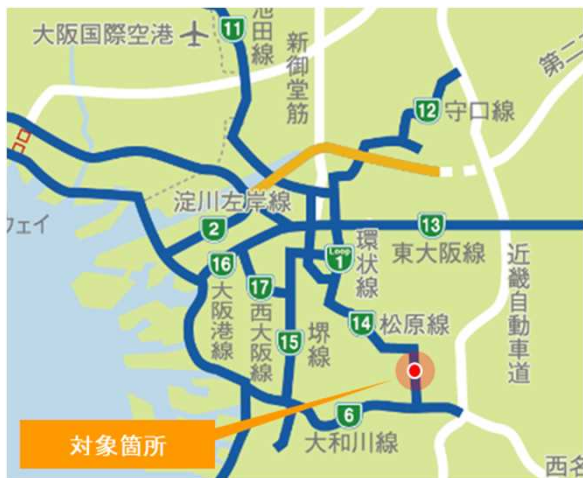 大阪国際空港
11
池田線
新御堂筋
第二
12
守口線
淀川左岸線
ウェイ
2
13
東大阪線
近畿自動車道
環状線
Loop
1
16
大阪港線
17
西大阪線
14
松原線
15
堺線
対象箇所
6
大和川線
西名